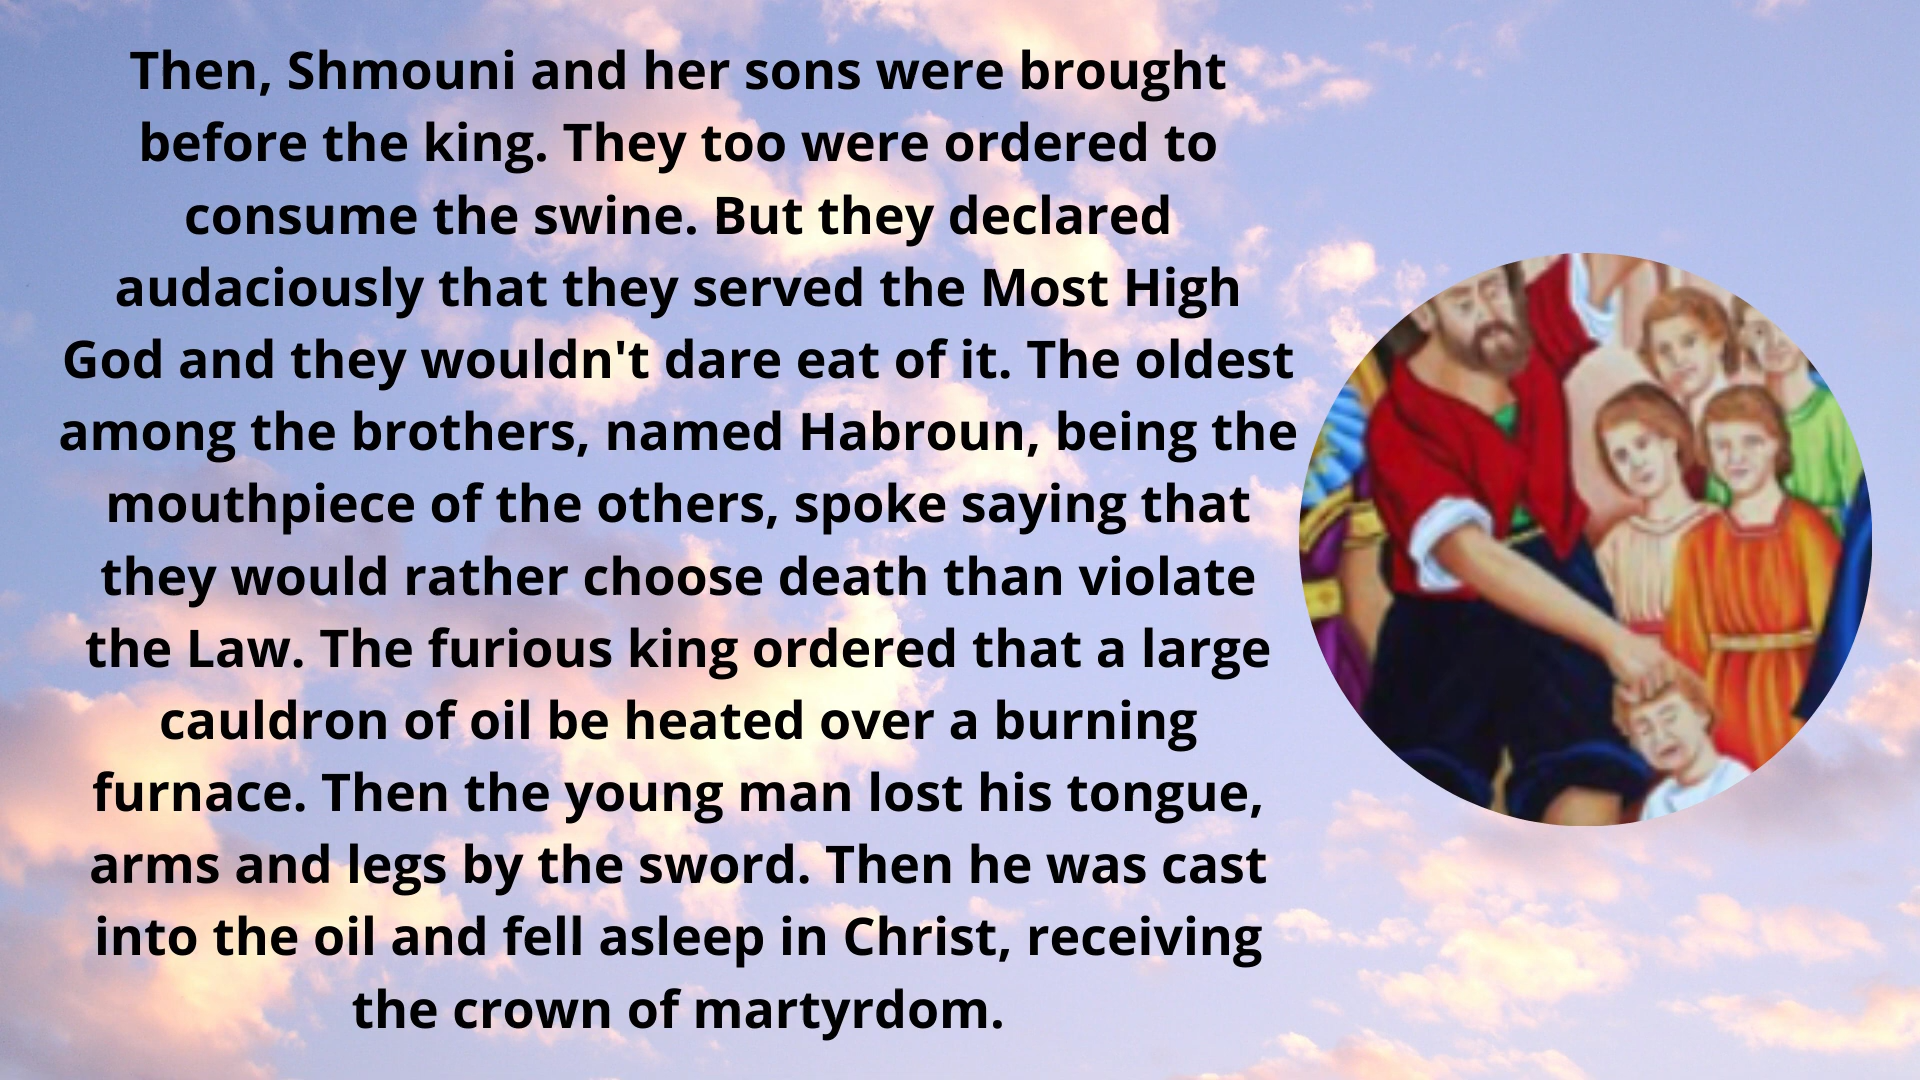 Then, Shmouni and her sons were brought
before the king. They too were ordered to
consume the swine. But they declared
audaciously that they served the Most High
God and they wouldn't dare eat of it. The oldest
among the brothers, named Habroun, being the
mouthpiece of the others, spoke saying that
they would rather choose death than violate
the Law. The furious king ordered that a large
cauldron of oil be heated over a burning
furnace. Then the young man lost his tongue,
arms and legs by the sword. Then he was cast
into the oil and fell asleep in Christ, receiving
the crown of martyrdom.